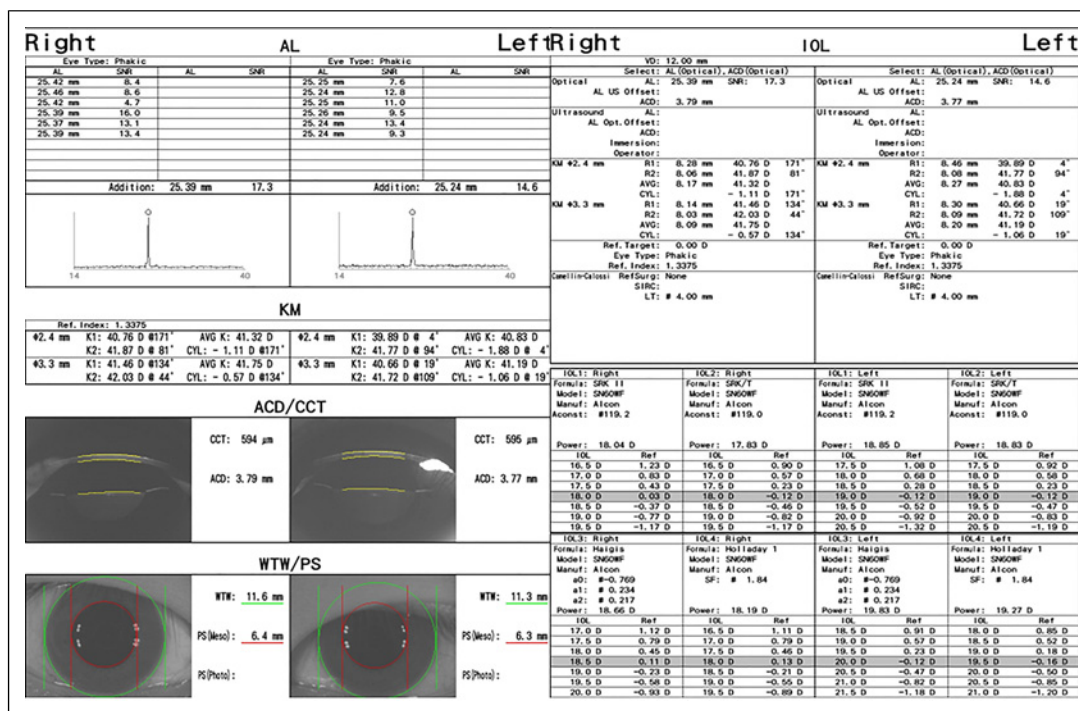 Right AL Left
Eye Type: Phakic Eye Type: Phakic
AL SNR AL SNR AL SNR AL SNR
25.42 mm 8.4 25.25 mm 7.6
25.46 mm 8.6 25.24 mm 12.8
25.42 mm 4.7 25.25 mm 11.0
25.39 mm 16.0 25.26 mm 9.5
25.37 mm 13.1 25.24 mm 13.4
25.39 mm 13.4 25.24 mm 9.3
Addition: 25.39 mm 17.3 Addition: 25.24 mm 14.6
14 40 14 40
KM
Ref. Index: 1.3375
φ2.4 mm K1: 40.76 D @171° AVG K: 41.32 D φ2.4 mm K1: 39.89 D @ 4° AVG K: 40.83 D
K2: 41.87 D @ 81° CYL: - 1.11 D @171° K2: 41.77 D @ 94° CYL: - 1.88 D @ 4°
φ3.3 mm K1: 41.46 D @134° AVG K: 41.75 D φ3.3 mm K1: 40.66 D @ 19° AVG K: 41.19 D
K2: 42.03 D @ 44° CYL: - 0.57 D @134° K2: 41.72 D @109° CYL: - 1.06 D @ 19°
ACD/CCT
CCT: 594 μm CCT: 595 μm
ACD: 3.79 mm ACD: 3.77 mm
WTW/PS
WTW: 11.6 mm WTW: 11.3 mm
PS(Meso): 6.4 mm PS(Meso): 6.3 mm
PS(Photo): PS(Photo):
Right IOL Left
VD: 12.00 mm
Select: AL(Optical), ACD(Optical) Select: AL(Optical), ACD(Optical)
Optical AL: 25.39 mm SNR: 17.3 Optical AL: 25.24 mm SNR: 14.6
AL US Offset: AL US Offset:
ACD: 3.79 mm ACD: 3.77 mm
Ultrasound AL: Ultrasound AL:
AL Opt.Offset: AL Opt.Offset:
ACD: ACD:
Immersion: Immersion:
Operator: Operator:
KM φ2.4 mm R1: 8.28 mm 40.76 D 171° KM φ2.4 mm R1: 8.46 mm 39.89 D 4°
R2: 8.06 mm 41.87 D 81° R2: 8.08 mm 41.77 D 94°
AVG: 8.17 mm 41.32 D AVG: 8.27 mm 40.83 D
CYL: - 1.11 D 171° CYL: - 1.88 D 4°
KM φ3.3 mm R1: 8.14 mm 41.46 D 134° KM φ3.3 mm R1: 8.30 mm 40.66 D 19°
R2: 8.03 mm 42.03 D 44° R2: 8.09 mm 41.72 D 109°
AVG: 8.09 mm 41.75 D AVG: 8.20 mm 41.19 D
CYL: - 0.57 D 134° CYL: - 1.06 D 19°
Ref.Target: 0.00 D Ref.Target: 0.00 D
Eye Type: Phakic Eye Type: Phakic
Ref. Index: 1.3375 Ref. Index: 1.3375
Camellin-Calossi RefSurg: None Camellin-Calossi RefSurg: None
SIRC: SIRC:
LT: # 4.00 mm LT: # 4.00 mm
IOL1: Right IOL2: Right IOL1: Left IOL2: Left
Formula: SRK II Formula: SRK/T Formula: SRK II Formula: SRK/T
Model: SN60WF Model: SN60WF Model: SN60WF Model: SN60WF
Manuf: Alcon Manuf: Alcon Manuf: Alcon Manuf: Alcon
Aconst: #119.2 Aconst: #119.0 Aconst: #119.2 Aconst: #119.0
Power: 18.04 D Power: 17.83 D Power: 18.85 D Power: 18.83 D
IOL Ref IOL Ref IOL Ref IOL Ref
16.5 D 1.23 D 16.5 D 0.90 D 17.5 D 1.08 D 17.5 D 0.92 D
17.0 D 0.83 D 17.0 D 0.57 D 18.0 D 0.68 D 18.0 D 0.58 D
17.5 D 0.43 D 17.5 D 0.23 D 18.5 D 0.28 D 18.5 D 0.23 D
18.0 D 0.03 D 18.0 D -0.12 D 19.0 D -0.12 D 19.0 D -0.12 D
18.5 D -0.37 D 18.5 D -0.46 D 19.5 D -0.52 D 19.5 D -0.47 D
19.0 D -0.77 D 19.0 D -0.82 D 20.0 D -0.92 D 20.0 D -0.83 D
19.5 D -1.17 D 19.5 D -1.17 D 20.5 D -1.32 D 20.5 D -1.19 D
IOL3: Right IOL4: Right IOL3: Left IOL4: Left
Formula: Haigis Formula: Holladay 1 Formula: Haigis Formula: Holladay 1
Model: SN60WF Model: SN60WF Model: SN60WF Model: SN60WF
Manuf: Alcon Manuf: Alcon Manuf: Alcon Manuf: Alcon
a0: #-0.769 SF: # 1.84 a0: #-0.769 SF: # 1.84
a1: # 0.234 a1: # 0.234
a2: # 0.217 a2: # 0.217
Power: 18.66 D Power: 18.19 D Power: 19.83 D Power: 19.27 D
IOL Ref IOL Ref IOL Ref IOL Ref
17.0 D 1.12 D 16.5 D 1.11 D 18.5 D 0.91 D 18.0 D 0.85 D
17.5 D 0.79 D 17.0 D 0.79 D 19.0 D 0.57 D 18.5 D 0.52 D
18.0 D 0.45 D 17.5 D 0.46 D 19.5 D 0.23 D 19.0 D 0.18 D
18.5 D 0.11 D 18.0 D 0.13 D 20.0 D -0.12 D 19.5 D -0.16 D
19.0 D -0.23 D 18.5 D -0.21 D 20.5 D -0.47 D 20.0 D -0.50 D
19.5 D -0.58 D 19.0 D -0.55 D 21.0 D -0.82 D 20.5 D -0.85 D
20.0 D -0.93 D 19.5 D -0.89 D 21.5 D -1.18 D 21.0 D -1.20 D